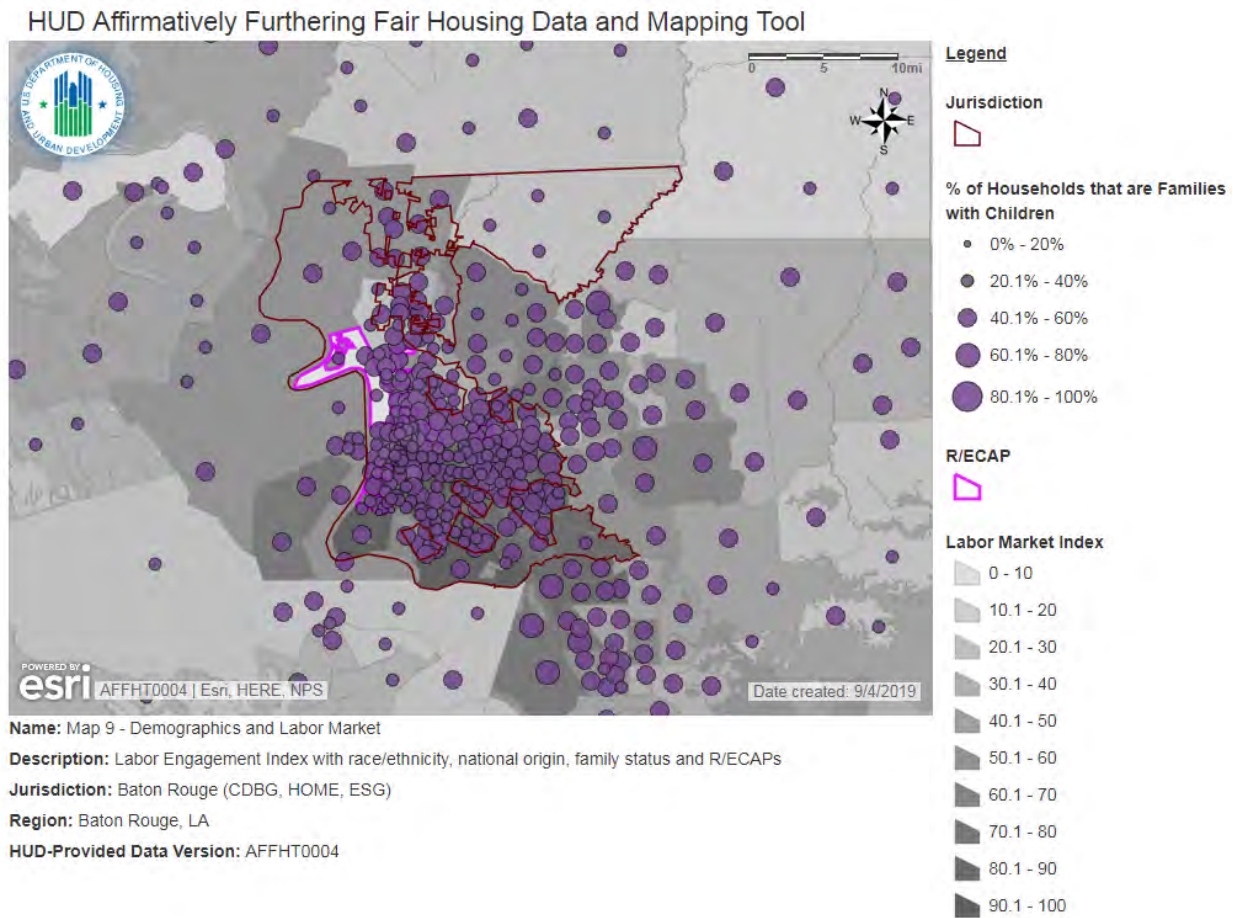 HUD Affirmatively Furthering Fair Housing Data and Mapping Tool
U.S. DEPARTMENT OF HOUSING
AND URBAN DEVELOPMENT
0 5 10mi
N
W E
S
POWERED BY
esri
AFFHT0004 | Esri, HERE, NPS
Date created: 9/4/2019
Legend
Jurisdiction
% of Households that are Families
with Children
0% - 20%
20.1% - 40%
40.1% - 60%
60.1% - 80%
80.1% - 100%
R/ECAP
Labor Market Index
0 - 10
10.1 - 20
20.1 - 30
30.1 - 40
40.1 - 50
50.1 - 60
60.1 - 70
70.1 - 80
80.1 - 90
90.1 - 100
Name: Map 9 - Demographics and Labor Market
Description: Labor Engagement Index with race/ethnicity, national origin, family status and R/ECAPs
Jurisdiction: Baton Rouge (CDBG, HOME, ESG)
Region: Baton Rouge, LA
HUD-Provided Data Version: AFFHT0004